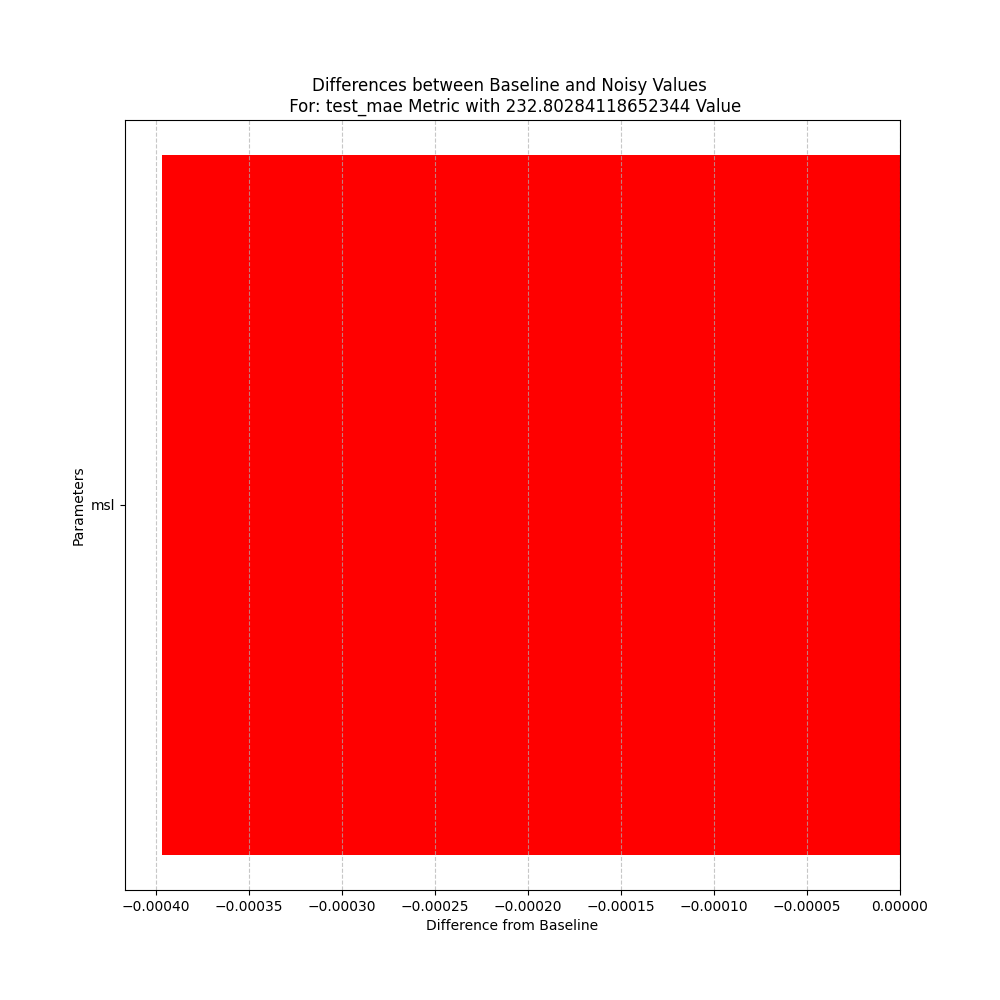 Differences between Baseline and Noisy Values
For: test_mae Metric with 232.80284118652344 Value
Parameters
msl
−0.00040 −0.00035 −0.00030 −0.00025 −0.00020 −0.00015 −0.00010 −0.00005 0.00000
Difference from Baseline